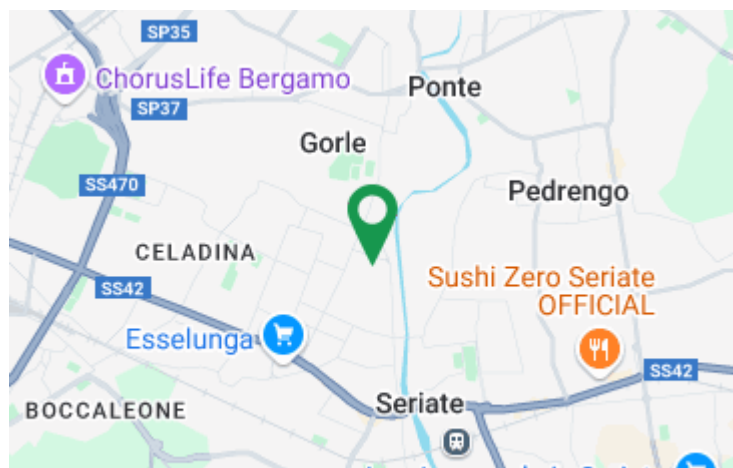 SP35
ChorusLife Bergamo
Ponte
SP37
Gorle
SS470
Pedrengo
CELADINA
Sushi Zero Seriate
OFFICIAL
SS42
Esselunga
SS42
Seriate
BOCCALEONE